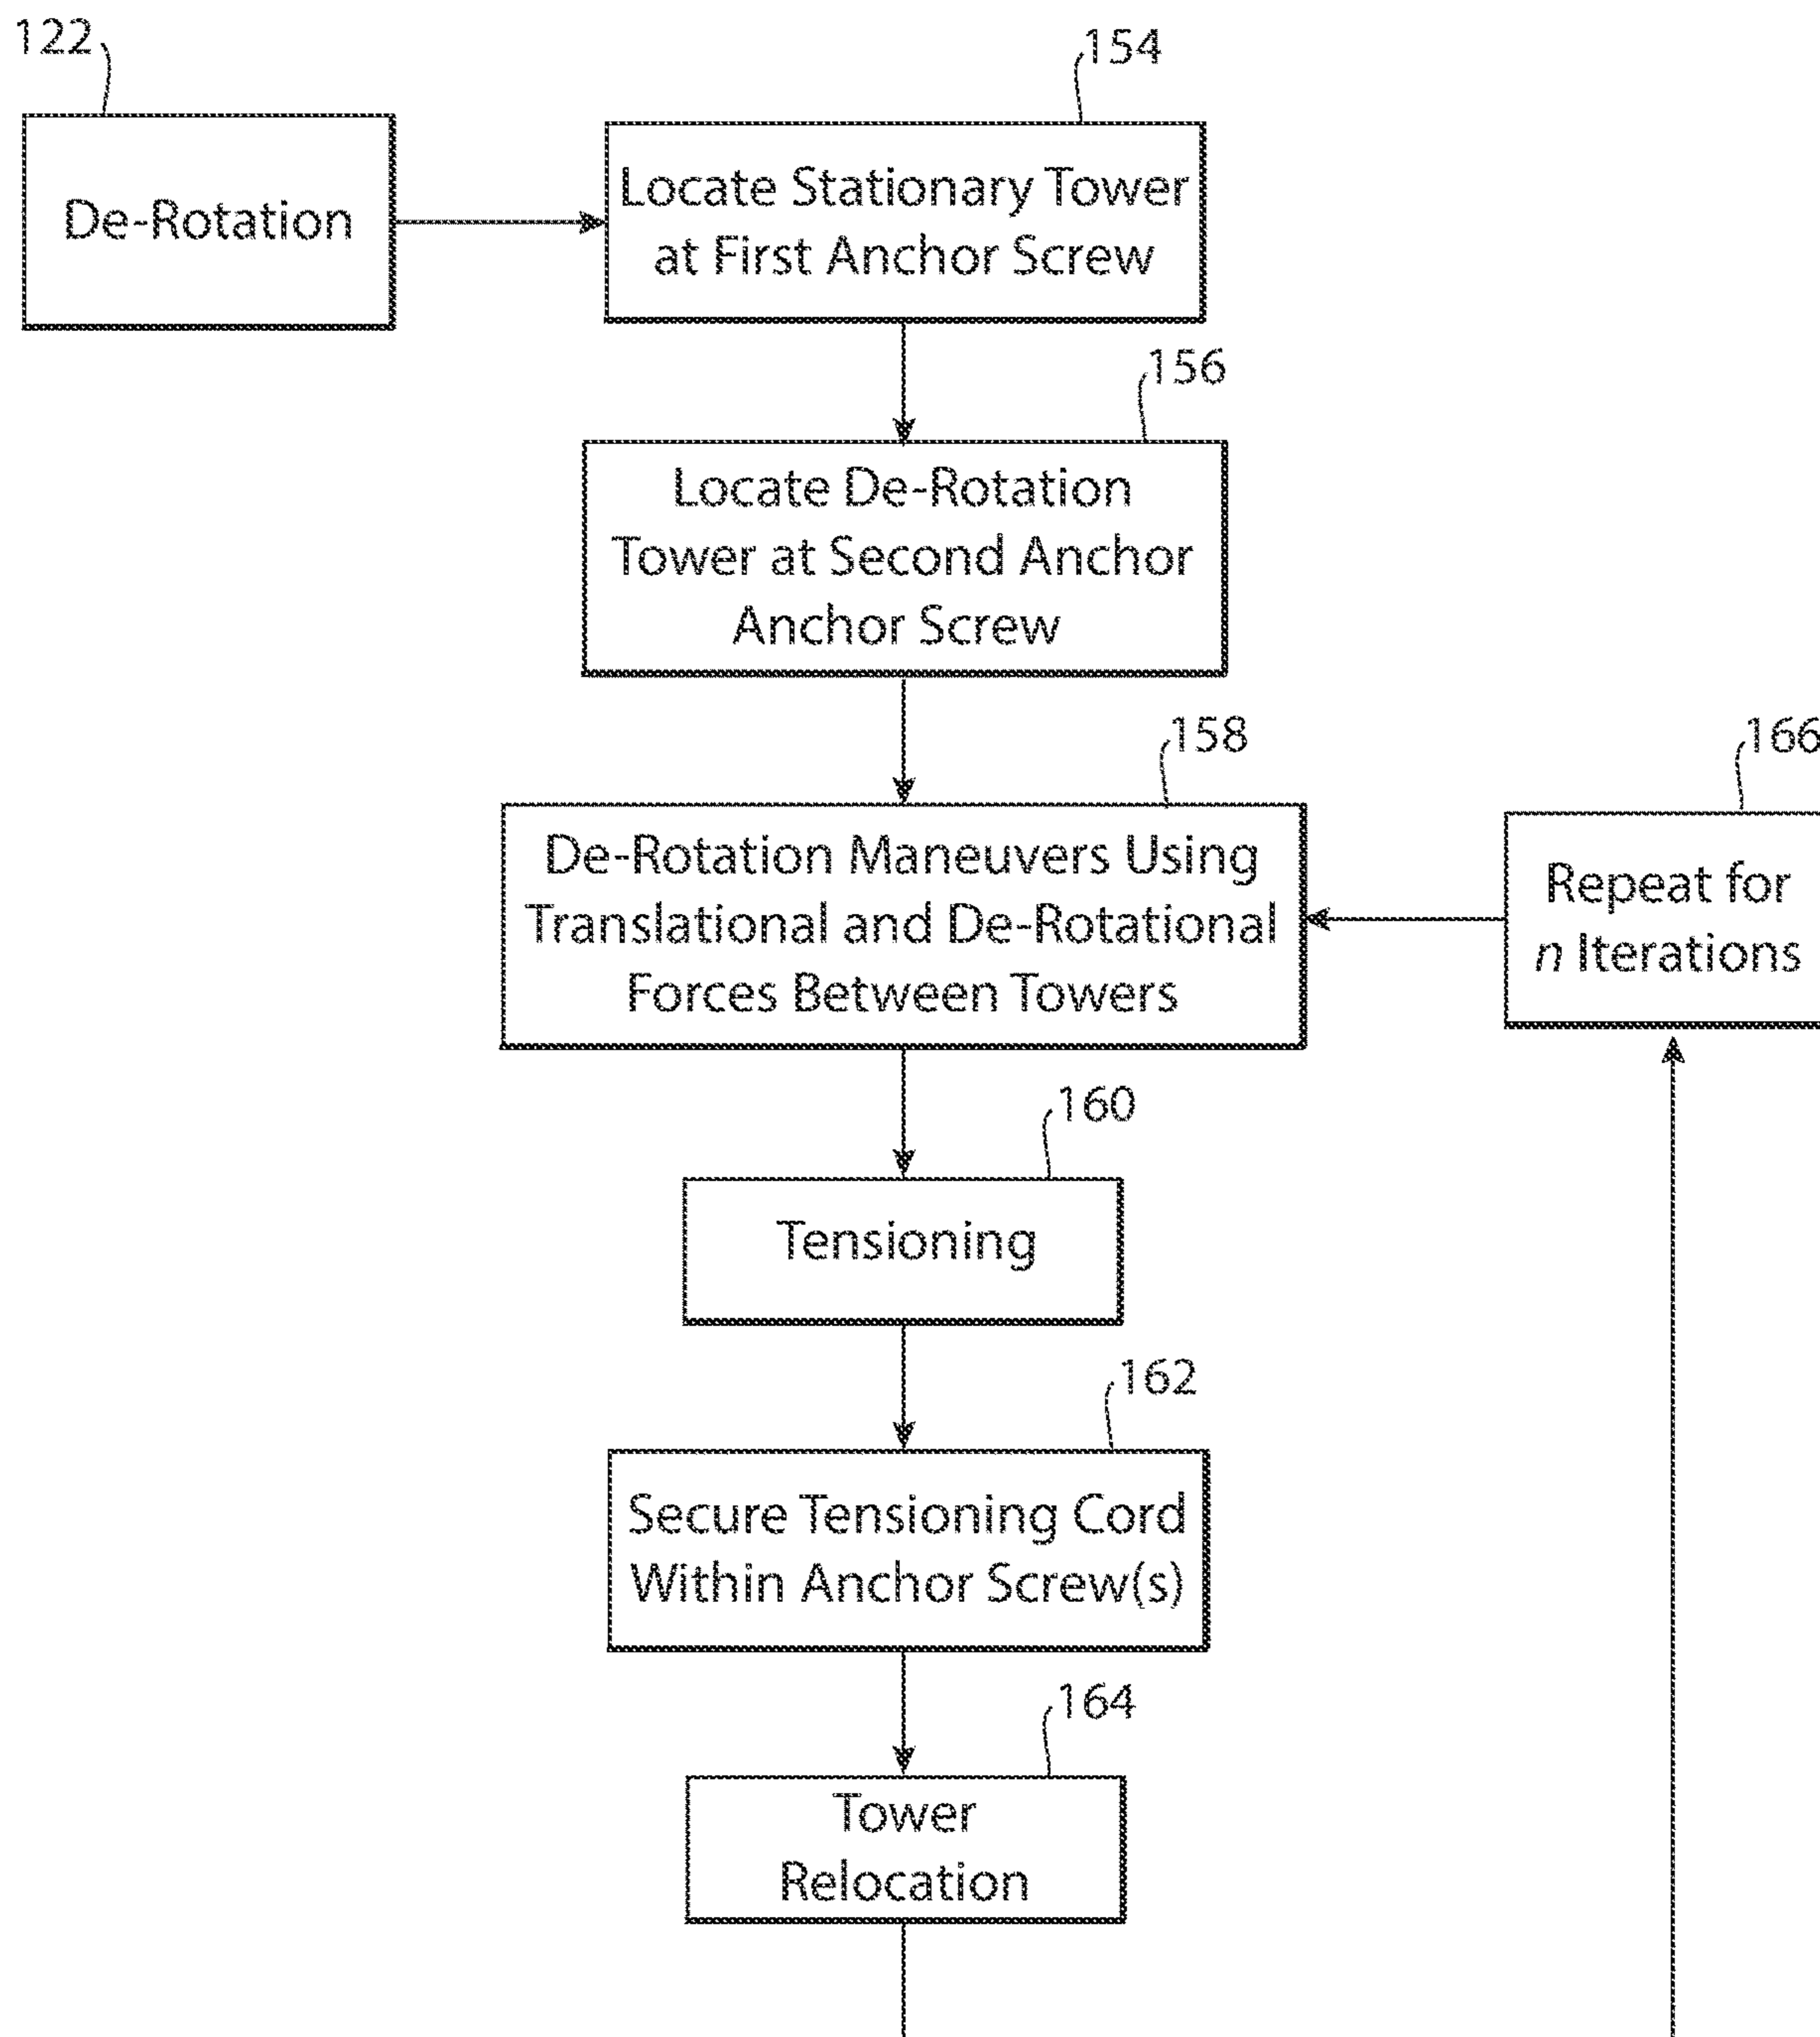 122
De-Rotation
154
Locate Stationary Tower
at First Anchor Screw
156
Locate De-Rotation
Tower at Second Anchor
Anchor Screw
158
De-Rotation Maneuvers Using
Translational and De-Rotational
Forces Between Towers
166
Repeat for
n Iterations
160
Tensioning
162
Secure Tensioning Cord
Within Anchor Screw(s)
164
Tower
Relocation